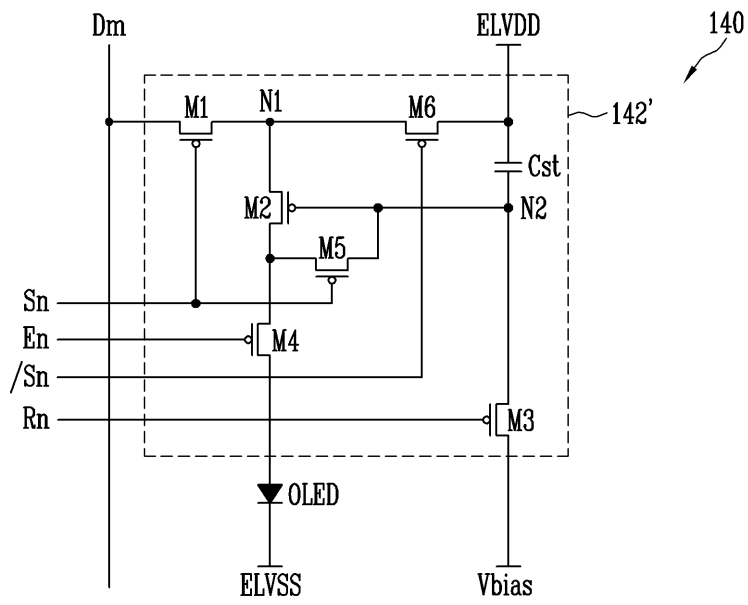 Dm
ELVDD
140
M1
N1
M6
142'
Cst
M2
N2
M5
Sn
En
M4
/Sn
Rn
M3
OLED
ELVSS
Vbias